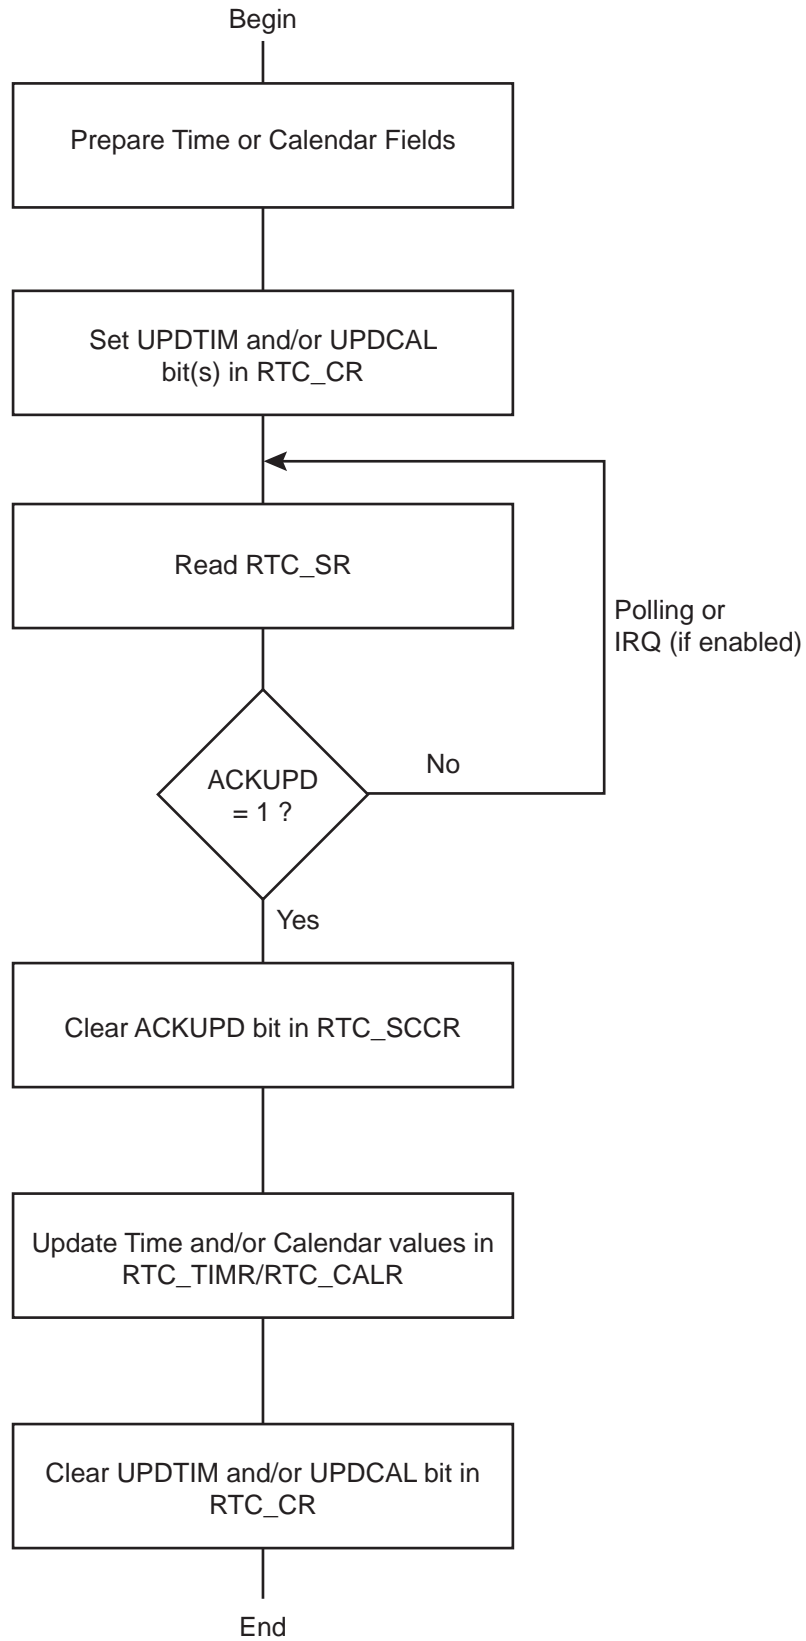 Begin
Prepare Time or Calendar Fields
Set UPDTIM and/or UPDCAL
bit(s) in RTC_CR
Read RTC_SR
Polling or
IRQ (if enabled)
ACKUPD
= 1 ?
No
Yes
Clear ACKUPD bit in RTC_SCCR
Update Time and/or Calendar values in
RTC_TIMR/RTC_CALR
Clear UPDTIM and/or UPDCAL bit in
RTC_CR
End